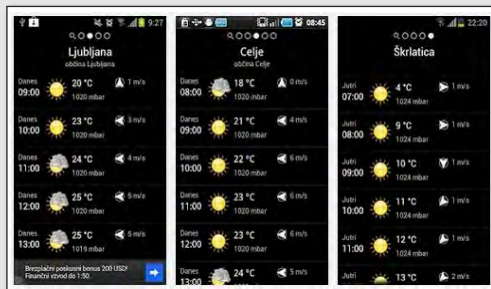 9:27
Ljubljana
občina Ljubljana
Danes
09:00
20 °C
1020 mbar
1 m/s
Danes
10:00
23 °C
1020 mbar
3 m/s
Danes
11:00
24 °C
1020 mbar
4 m/s
Danes
12:00
25 °C
1020 mbar
5 m/s
Danes
13:00
25 °C
1019 mbar
5 m/s
Brezplačni poskusni bonus 200 USD!
Finančni vzvod do 1:50.
08:45
Celje
občina Celje
Danes
08:00
18 °C
1020 mbar
0 m/s
Danes
09:00
21 °C
1020 mbar
4 m/s
Danes
10:00
22 °C
1020 mbar
6 m/s
Danes
11:00
23 °C
1020 mbar
6 m/s
Danes
12:00
23 °C
1020 mbar
6 m/s
Danes
13:00
24 °C
5 m/s
22:20
Škrlatica
Jutri
07:00
4 °C
1024 mbar
1 m/s
Jutri
08:00
9 °C
1024 mbar
1 m/s
Jutri
09:00
10 °C
1024 mbar
1 m/s
Jutri
10:00
11 °C
1024 mbar
1 m/s
Jutri
11:00
12 °C
1024 mbar
1 m/s
Jutri
13 °C
2 m/s